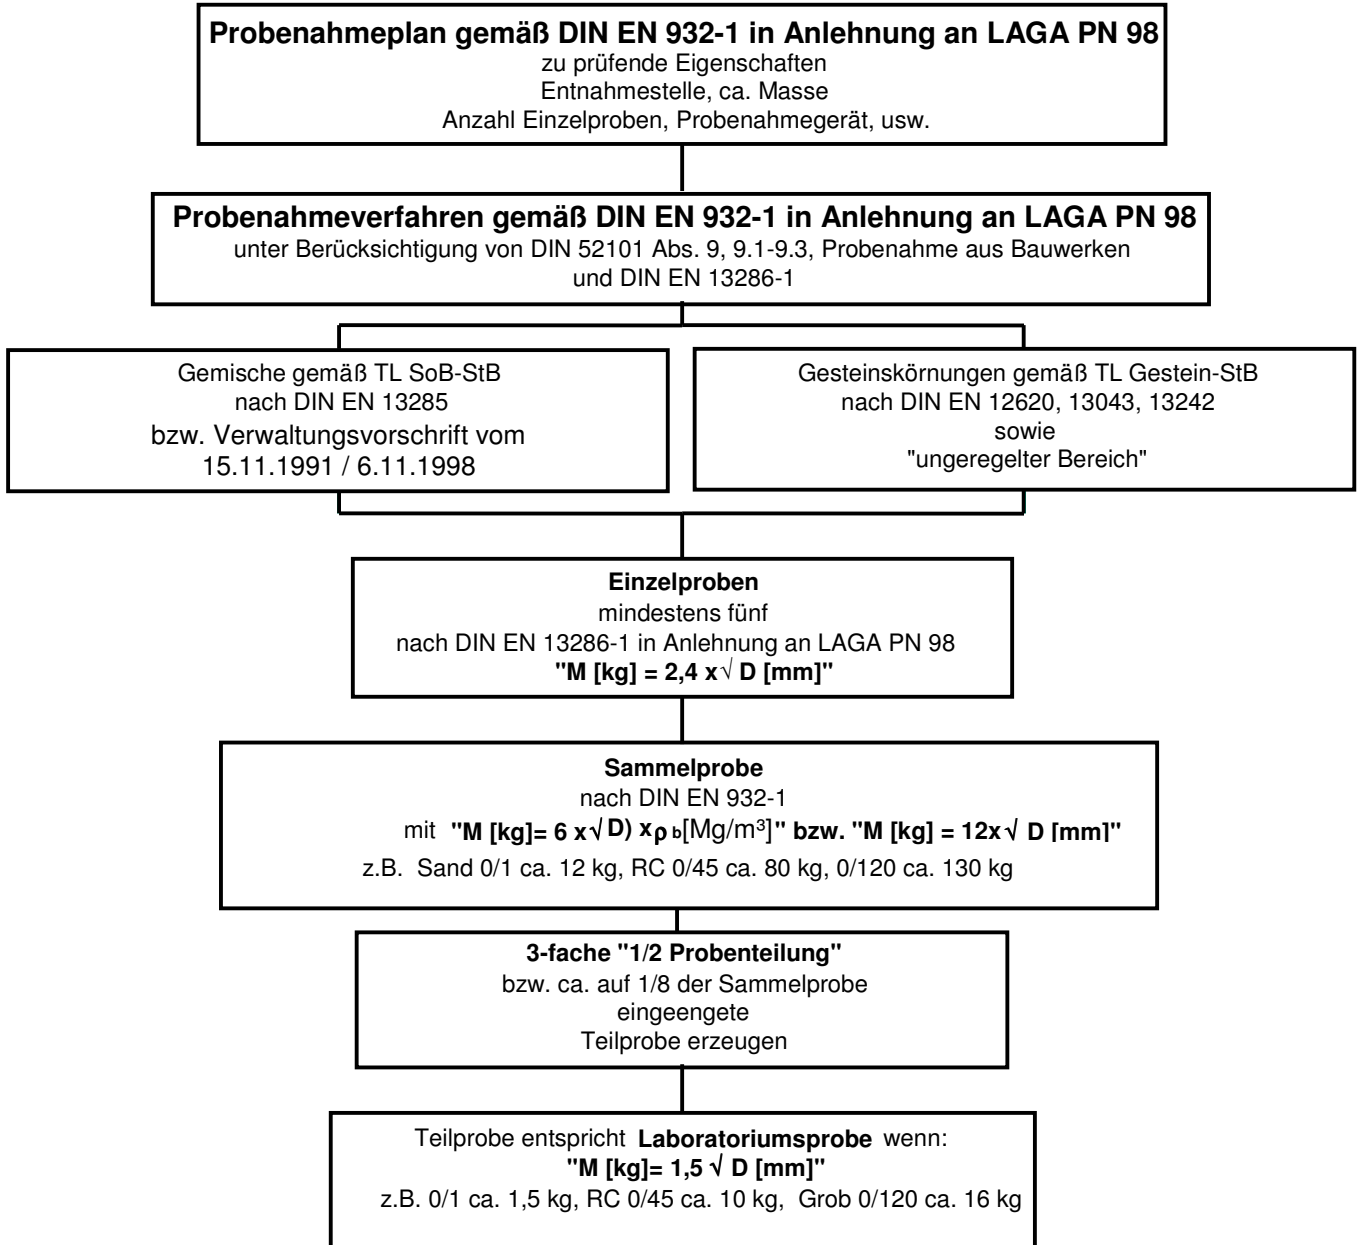 Probenahmeplan gemäß DIN EN 932-1 in Anlehnung an LAGA PN 98
zu prüfende Eigenschaften
Entnahmestelle, ca. Masse
Anzahl Einzelproben, Probenahmegerät, usw.
Probenahmeverfahren gemäß DIN EN 932-1 in Anlehnung an LAGA PN 98
unter Berücksichtigung von DIN 52101 Abs. 9, 9.1-9.3, Probenahme aus Bauwerken
und DIN EN 13286-1
Gemische gemäß TL SoB-StB
nach DIN EN 13285
bzw. Verwaltungsvorschrift vom
15.11.1991 / 6.11.1998
Gesteinskörnungen gemäß TL Gestein-StB
nach DIN EN 12620, 13043, 13242
sowie
"ungeregelter Bereich"
Einzelproben
mindestens fünf
nach DIN EN 13286-1 in Anlehnung an LAGA PN 98
"M [kg] = 2,4 x√ D [mm]"
Sammelprobe
nach DIN EN 932-1
mit "M [kg]= 6 x√ D) x ρ b[Mg/m³]" bzw. "M [kg] = 12x√ D [mm]"
z.B. Sand 0/1 ca. 12 kg, RC 0/45 ca. 80 kg, 0/120 ca. 130 kg
3-fache "1/2 Probenteilung"
bzw. ca. auf 1/8 der Sammelprobe
eingeengete
Teilprobe erzeugen
Teilprobe entspricht Laboratoriumsprobe wenn:
"M [kg]= 1,5 √ D [mm]"
z.B. 0/1 ca. 1,5 kg, RC 0/45 ca. 10 kg, Grob 0/120 ca. 16 kg